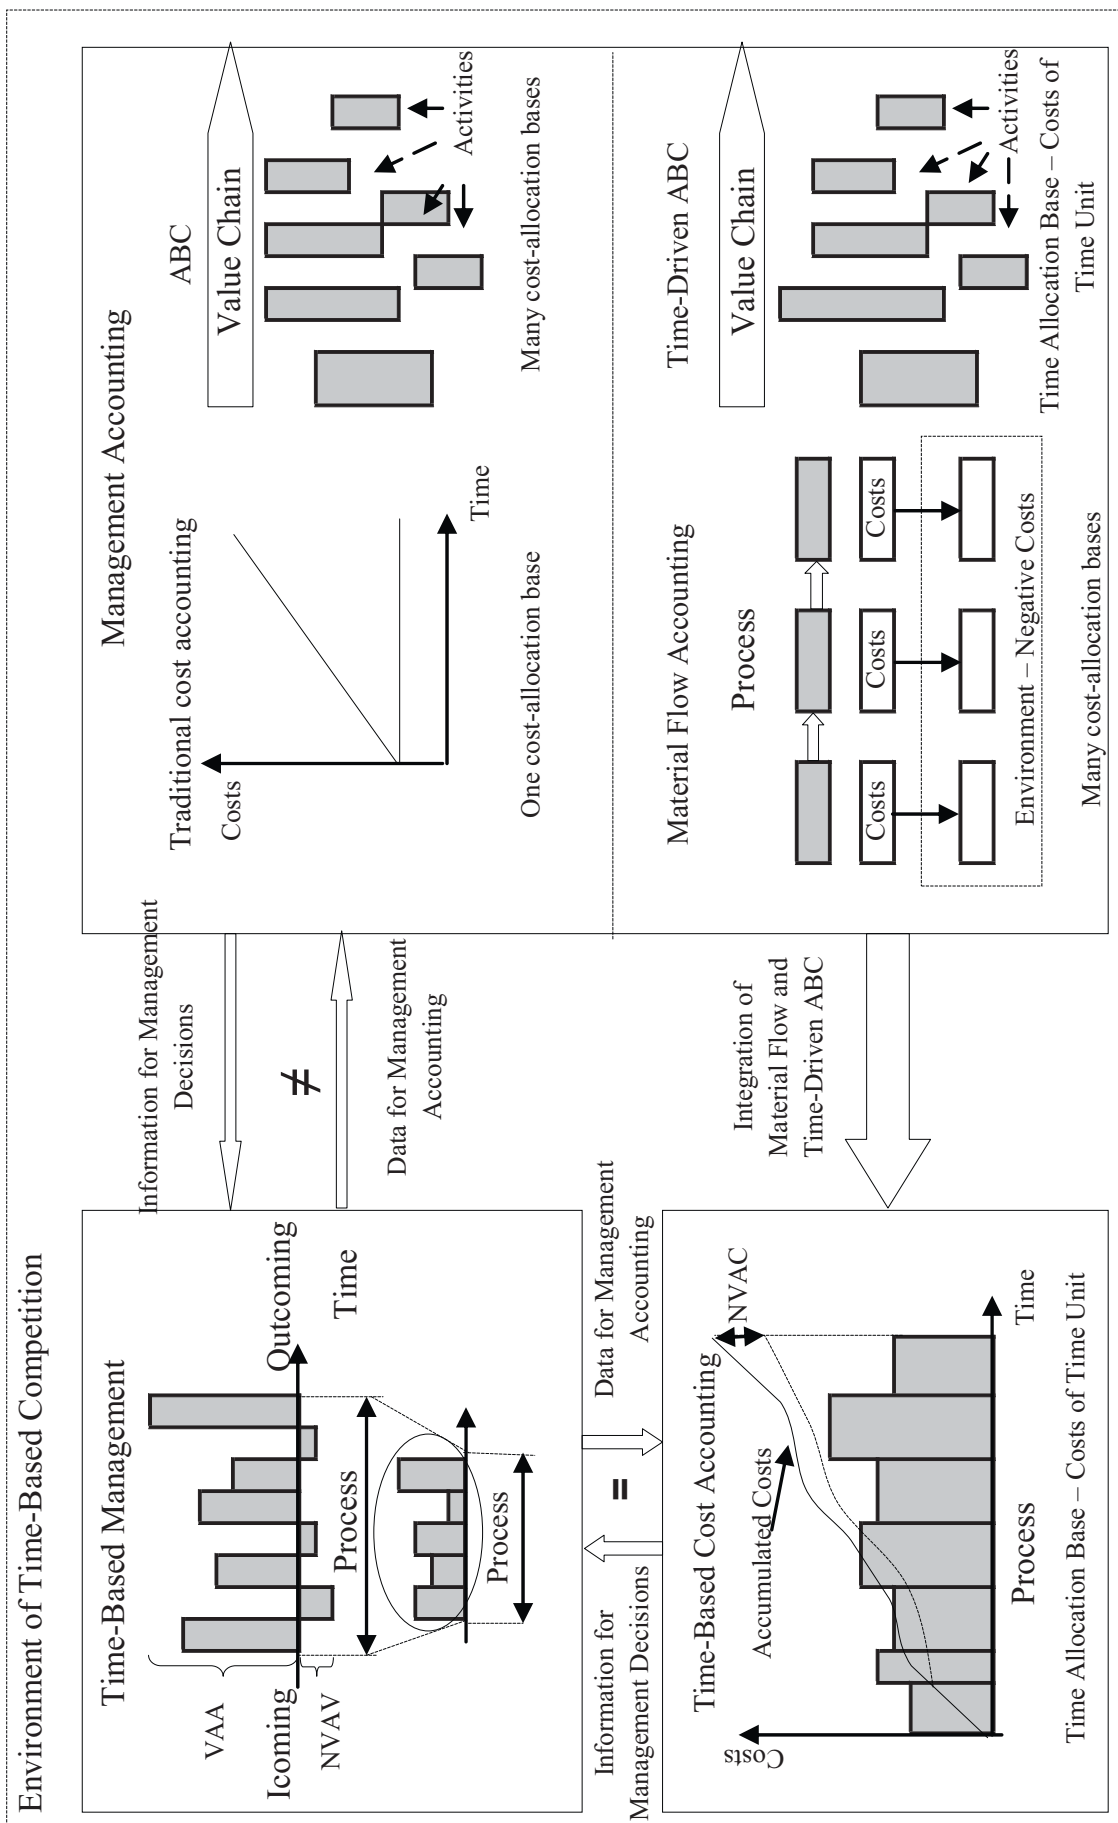 Environment of Time-Based Competition
Time-Based Management
VAA
Icoming
NVAV
Outcoming
Time
Process
Process
Information for Management
Decisions
≠
Data for Management
Accounting
Management Accounting
Traditional cost accounting
Costs
Time
One cost-allocation base
ABC
Value Chain
Activities
Many cost-allocation bases
Information for
Management Decisions
=
Data for Management
Accounting
Time-Based Cost Accounting
Costs
Accumulated Costs
NVAC
Time
Process
Time Allocation Base – Costs of Time Unit
Integration of
Material Flow and
Time-Driven ABC
Material Flow Accounting
Process
Costs
Costs
Costs
Environment – Negative Costs
Many cost-allocation bases
Time-Driven ABC
Value Chain
Activities
Time Allocation Base – Costs of
Time Unit